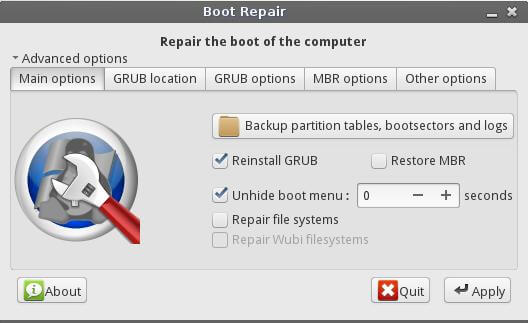 Boot Repair
Repair the boot of the computer
Advanced options
Main options GRUB location GRUB options MBR options Other options
Backup partition tables, bootsectors and logs
Reinstall GRUB Restore MBR
Unhide boot menu : 0 seconds
Repair file systems
Repair Wubi filesystems
About Quit Apply